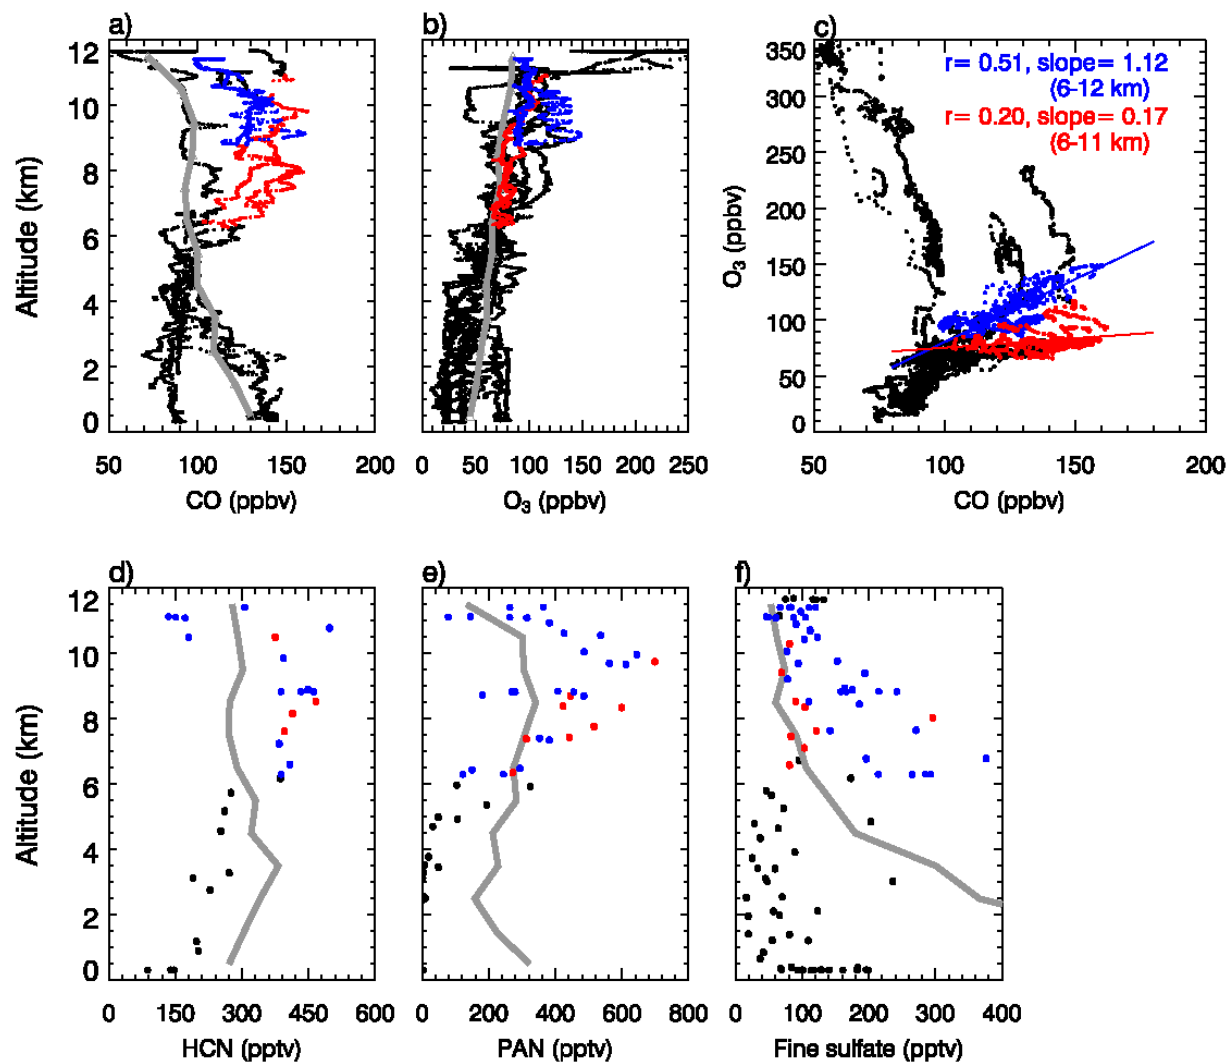 a)
b)
c)
12
10
8
6
4
2
0
Altitude (km)
50 100 150 200
CO (ppbv)
0 50 100 150 200 250
O₃ (ppbv)
350
300
250
200
150
100
50
0
O₃ (ppbv)
r= 0.51, slope= 1.12
(6-12 km)
r= 0.20, slope= 0.17
(6-11 km)
50 100 150 200
CO (ppbv)
d)
e)
f)
12
10
8
6
4
2
0
Altitude (km)
0 150 300 450 600
HCN (pptv)
0 200 400 600 800
PAN (pptv)
0 100 200 300 400
Fine sulfate (pptv)